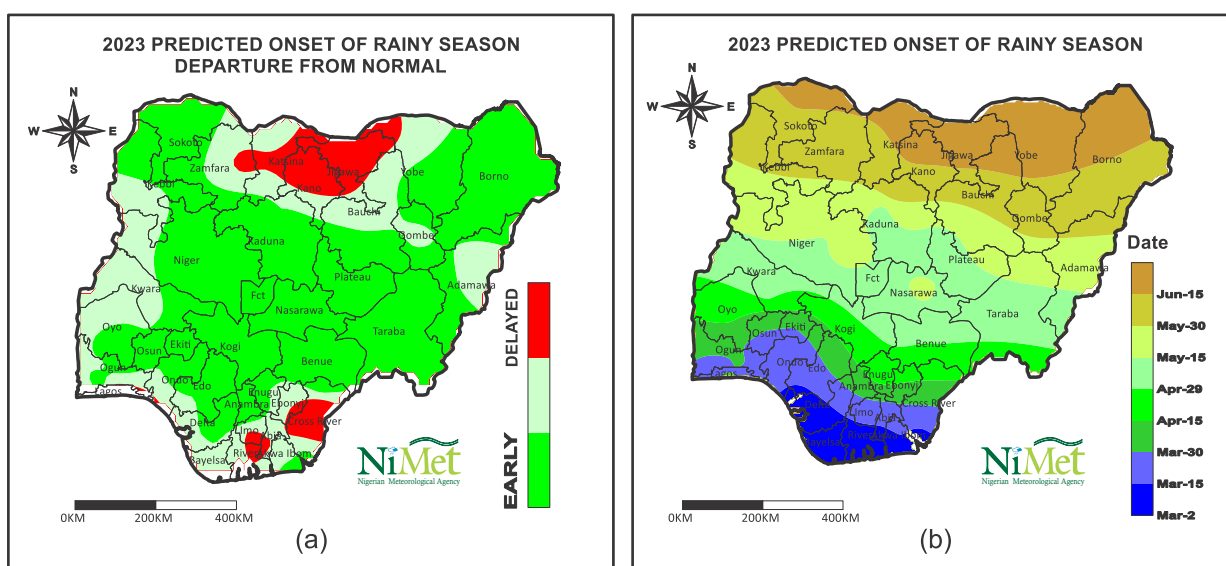 2023 PREDICTED ONSET OF RAINY SEASON
DEPARTURE FROM NORMAL
N
W
E
S
Sokoto
Zamfara
Katsina
Jigawa
Yobe
Borno
Kebbi
Kano
Bauchi
Gombe
Kaduna
Niger
Plateau
Adamawa
Kwara
Fct
Nasarawa
Taraba
Oyo
Osun
Ekiti
Kogi
Benue
Ogun
Lagos
Ondo
Edo
Enugu
Anambra
Ebonyi
Delta
Imo
Abia
Cross River
Bayelsa
Rivers
Akwa Ibom
DELAYED
EARLY
NiMet
Nigerian Meteorological Agency
0KM
200KM
400KM
(a)
2023 PREDICTED ONSET OF RAINY SEASON
N
W
E
S
Sokoto
Zamfara
Katsina
Jigawa
Yobe
Borno
Kebbi
Kano
Bauchi
Gombe
Kaduna
Niger
Plateau
Adamawa
Kwara
Fct
Nasarawa
Taraba
Oyo
Osun
Ekiti
Kogi
Benue
Ogun
Lagos
Ondo
Edo
Enugu
Anambra
Ebonyi
Cross River
Imo
Abia
Bayelsa
Date
Jun-15
May-30
May-15
Apr-29
Apr-15
Mar-30
Mar-15
Mar-2
NiMet
Nigerian Meteorological Agency
0KM
200KM
400KM
(b)